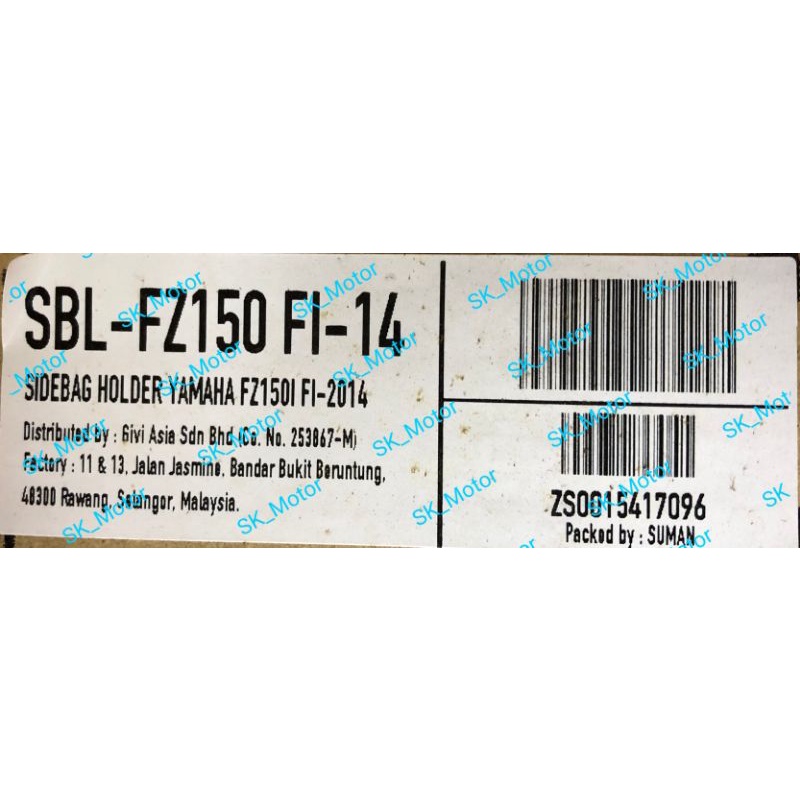 SBL-FZ150 FI-14
SIDEBAG HOLDER YAMAHA FZ150I FI-2014
Distributed by : Givi Asia Sdn Bhd (Co. No. 253867-M)
Factory : 11 & 13, Jalan Jasmine, Bandar Bukit Beruntung,
48300 Rawang, Selangor, Malaysia.
ZS0015417096
Packed by : SUMAN
SK_Motor